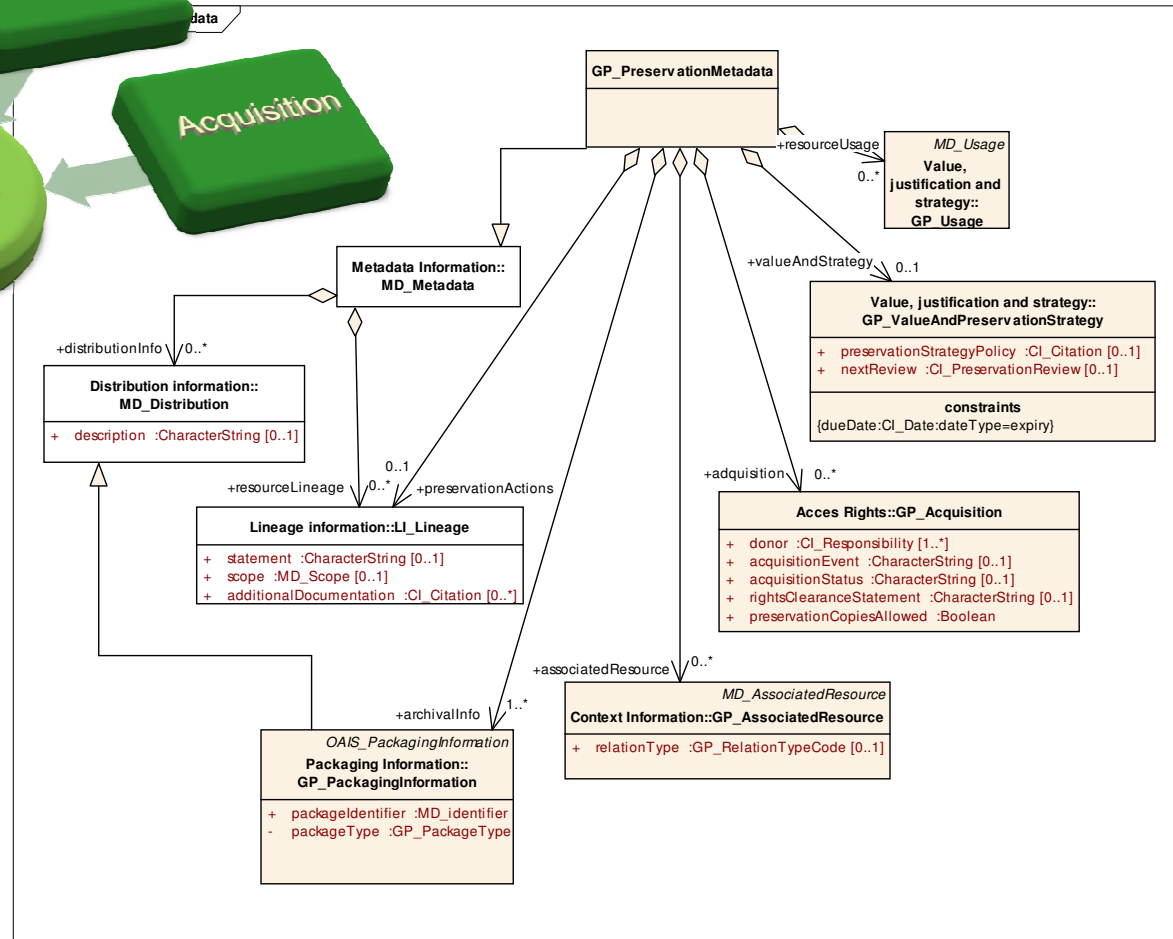 data
Acquisition
GP_PreservationMetadata
+resourceUsage
0..*
MD_Usage
Value,
justification and
strategy::
GP_Usage
Metadata Information::
MD_Metadata
+valueAndStrategy
0..1
Value, justification and strategy::
GP_ValueAndPreservationStrategy
+ preservationStrategyPolicy :CI_Citation [0..1]
+ nextReview :CI_PreservationReview [0..1]
constraints
{dueDate:CI_Date:dateType=expiry}
+distributionInfo
0..*
Distribution information::
MD_Distribution
+ description :CharacterString [0..1]
+resourceLineage
0..*
0..1
+preservationActions
Lineage information::LI_Lineage
+ statement :CharacterString [0..1]
+ scope :MD_Scope [0..1]
+ additionalDocumentation :CI_Citation [0..*]
+adquisition
0..*
Acces Rights::GP_Acquisition
+ donor :CI_Responsibility [1..*]
+ acquisitionEvent :CharacterString [0..1]
+ acquisitionStatus :CharacterString [0..1]
+ rightsClearanceStatement :CharacterString [0..1]
+ preservationCopiesAllowed :Boolean
+associatedResource
0..*
MD_AssociatedResource
Context Information::GP_AssociatedResource
+ relationType :GP_RelationTypeCode [0..1]
+archivalInfo
1..*
OAIS_PackagingInformation
Packaging Information::
GP_PackagingInformation
+ packageIdentifier :MD_identifier
- packageType :GP_PackageType